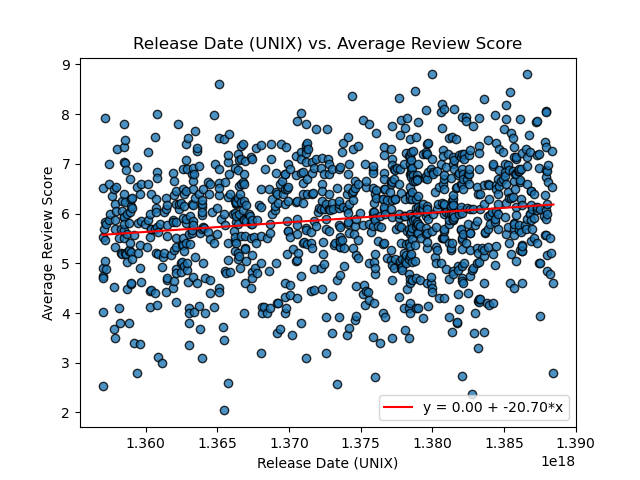 Release Date (UNIX) vs. Average Review Score
9
8
7
6
5
4
3
2
Average Review Score
y = 0.00 + -20.70*x
1.360 1.365 1.370 1.375 1.380 1.385 1.390
1e18
Release Date (UNIX)